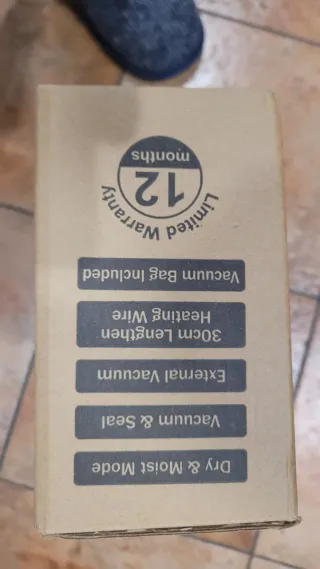 Dry & Moist Mode
Vacuum & Seal
External Vacuum
30cm Lengthen
Heating Wire
Vacuum Bag Included
Limited Warranty
12
months